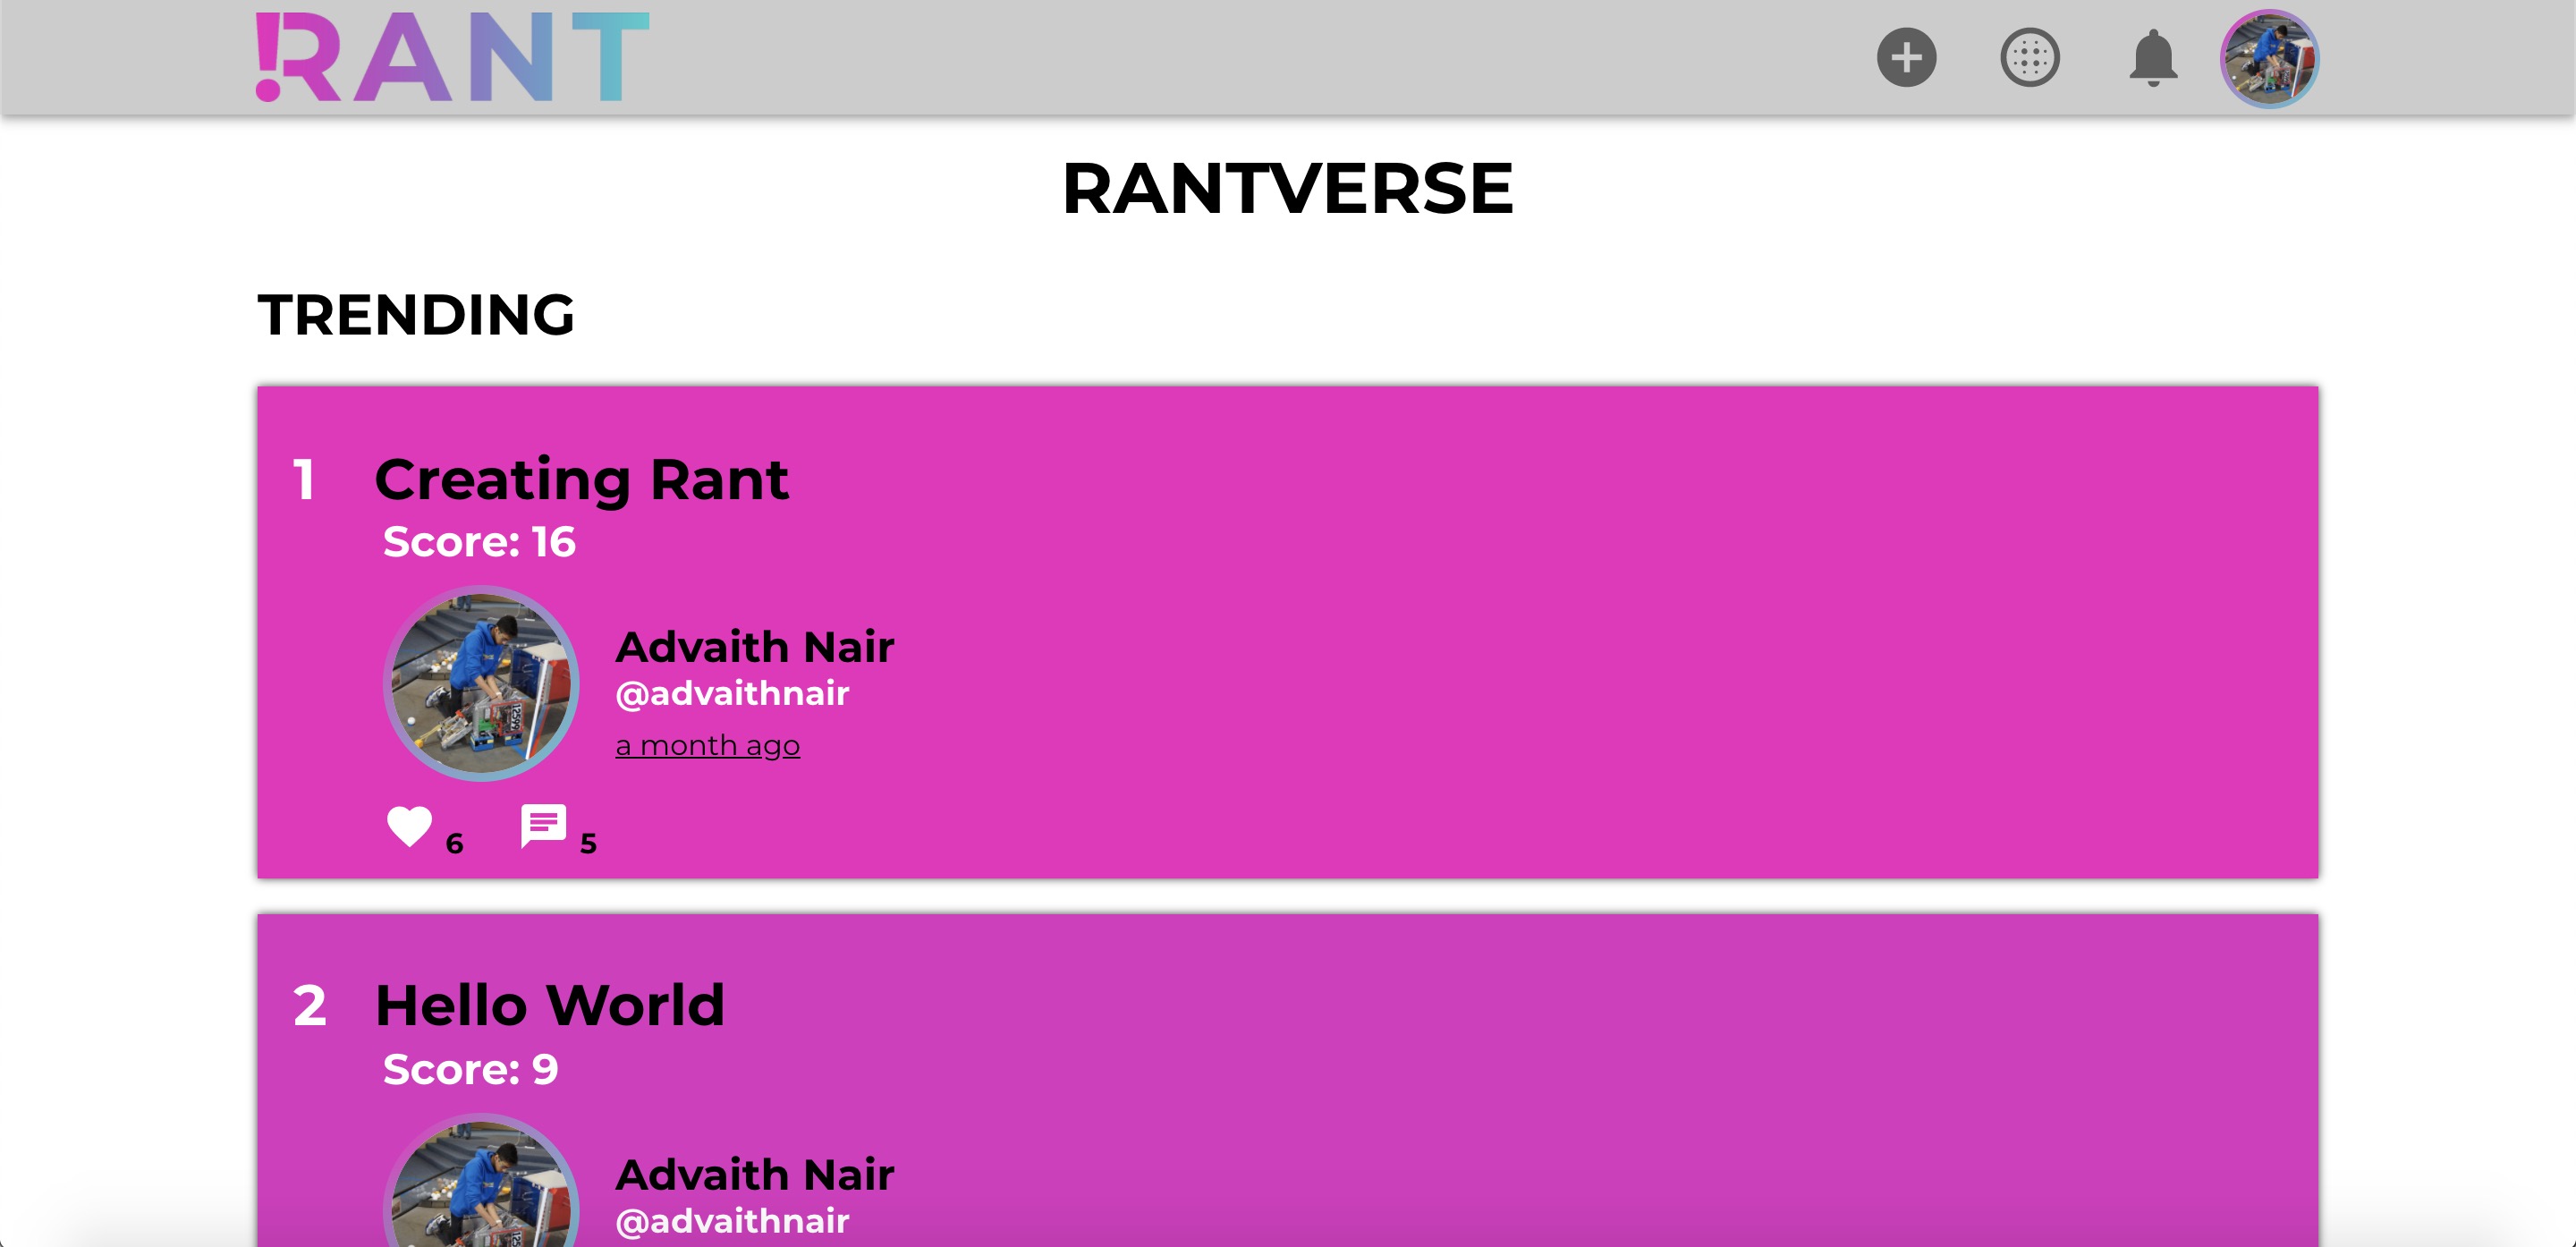 !RANT
RANTVERSE
TRENDING
1 Creating Rant
Score: 16
Advaith Nair
@advaithnair
a month ago
6 5
2 Hello World
Score: 9
Advaith Nair
@advaithnair